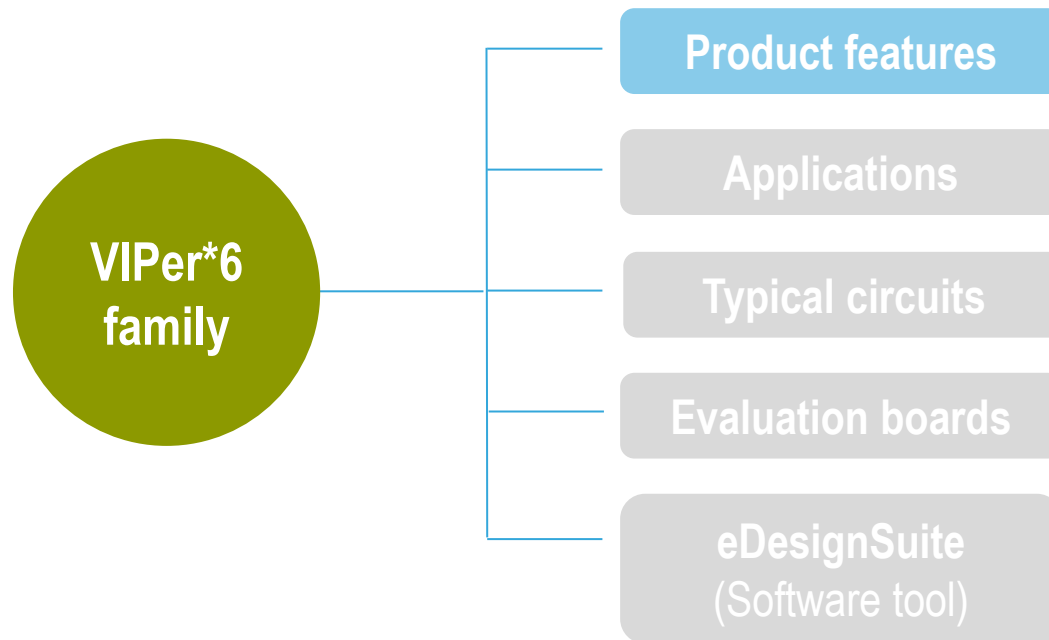 Product features
Applications
VIPer*6
family
Typical circuits
Evaluation boards
eDesignSuite
(Software tool)